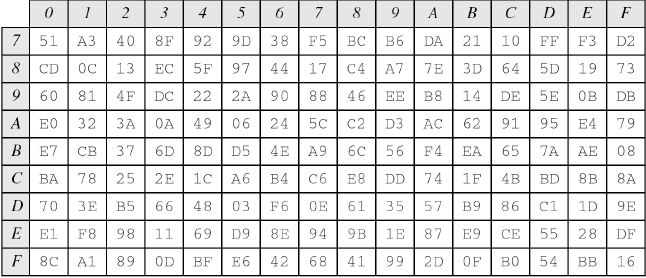 0 1 2 3 4 5 6 7 8 9 A B C D E F
7 51 A3 40 8F 92 9D 38 F5 BC B6 DA 21 10 FF F3 D2
8 CD 0C 13 EC 5F 97 44 17 C4 A7 7E 3D 64 5D 19 73
9 60 81 4F DC 22 2A 90 88 46 EE B8 14 DE 5E 0B DB
A E0 32 3A 0A 49 06 24 5C C2 D3 AC 62 91 95 E4 79
B E7 CB 37 6D 8D D5 4E A9 6C 56 F4 EA 65 7A AE 08
C BA 78 25 2E 1C A6 B4 C6 E8 DD 74 1F 4B BD 8B 8A
D 70 3E B5 66 48 03 F6 0E 61 35 57 B9 86 C1 1D 9E
E E1 F8 98 11 69 D9 8E 94 9B 1E 87 E9 CE 55 28 DF
F 8C A1 89 0D BF E6 42 68 41 99 2D 0F B0 54 BB 16